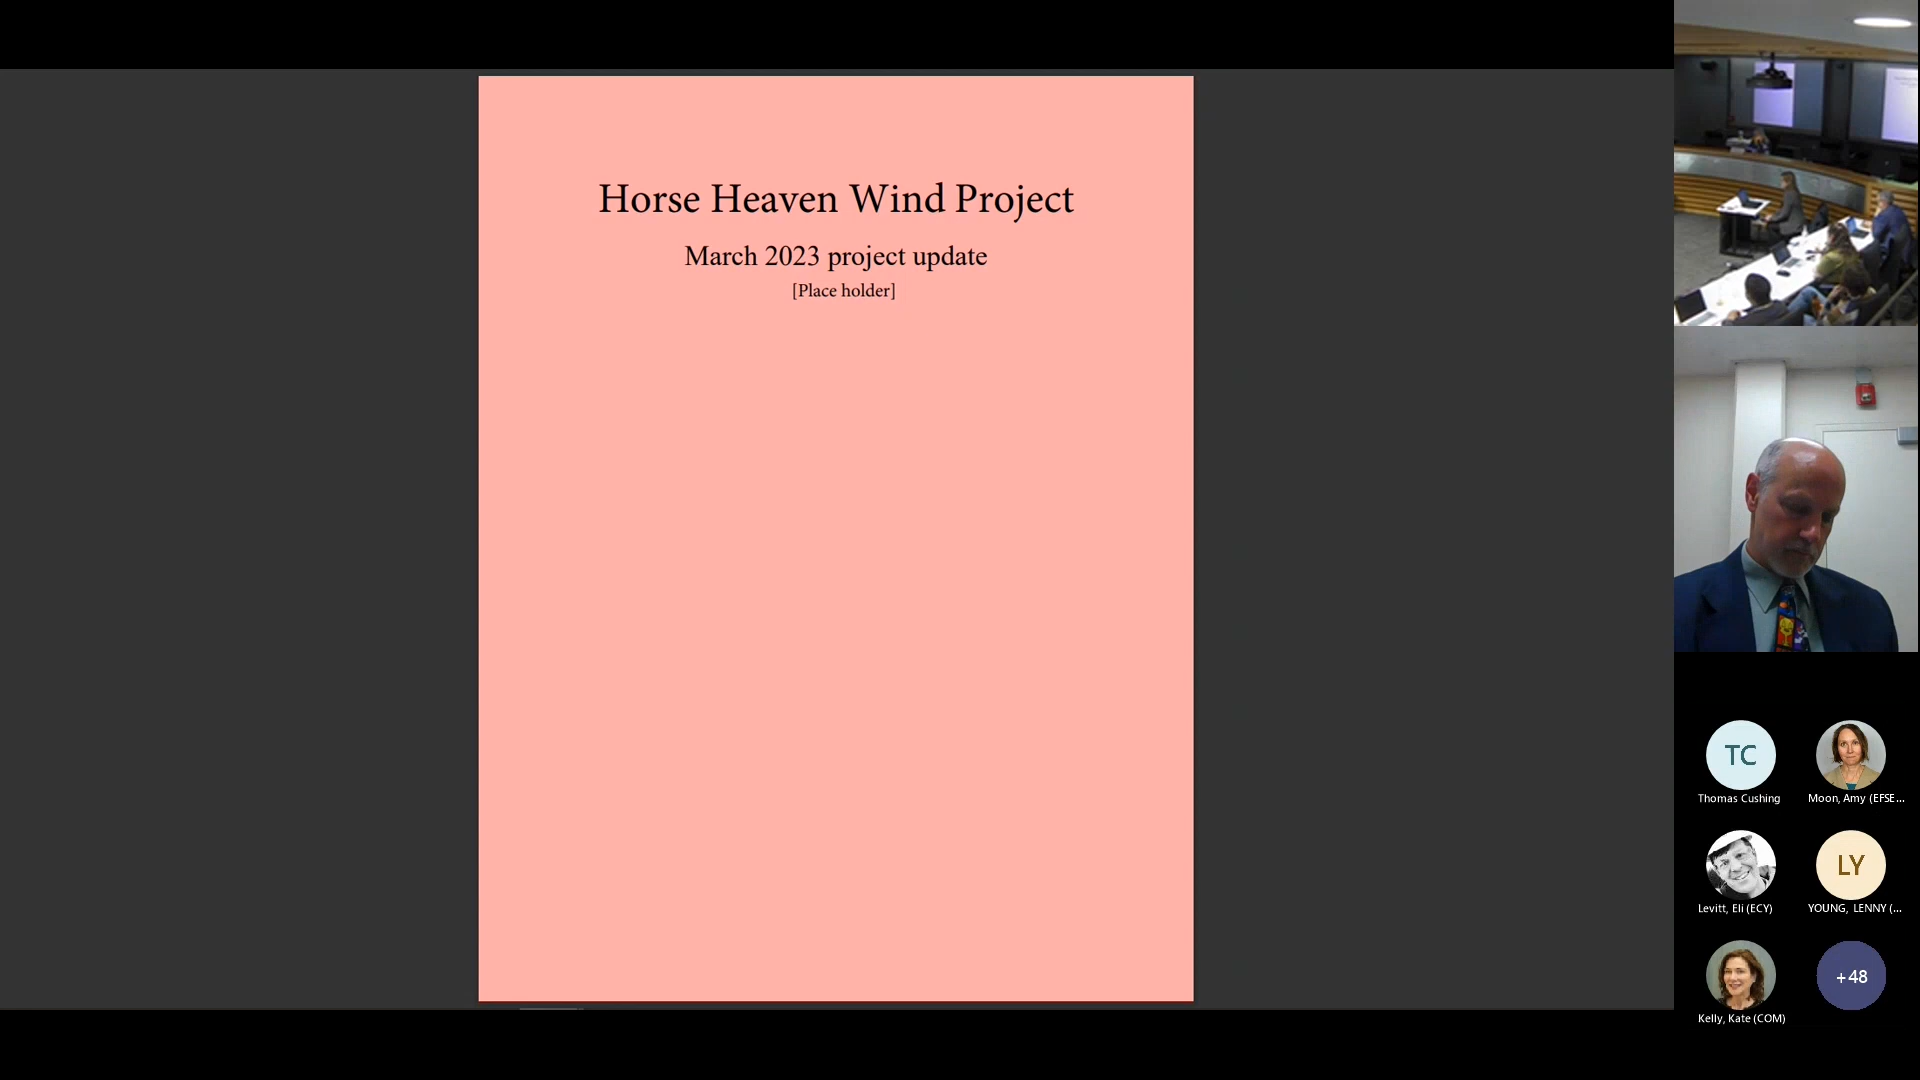 Horse Heaven Wind Project
March 2023 project update
[Place holder]
TC
Thomas Cushing
Moon, Amy (EFSE...
Levitt, Eli (ECY)
LY
YOUNG, LENNY (...
Kelly, Kate (COM)
+48